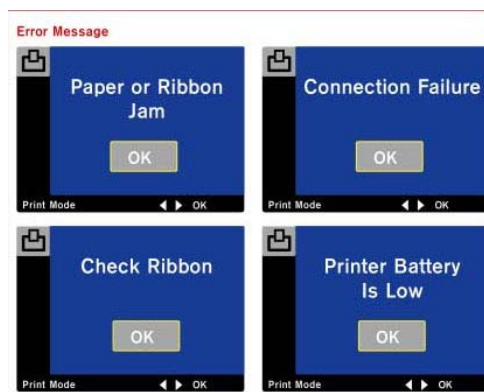 Error Message
Paper or Ribbon
Jam
OK
Print Mode
OK
Connection Failure
OK
Print Mode
OK
Check Ribbon
OK
Print Mode
OK
Printer Battery
Is Low
OK
Print Mode
OK